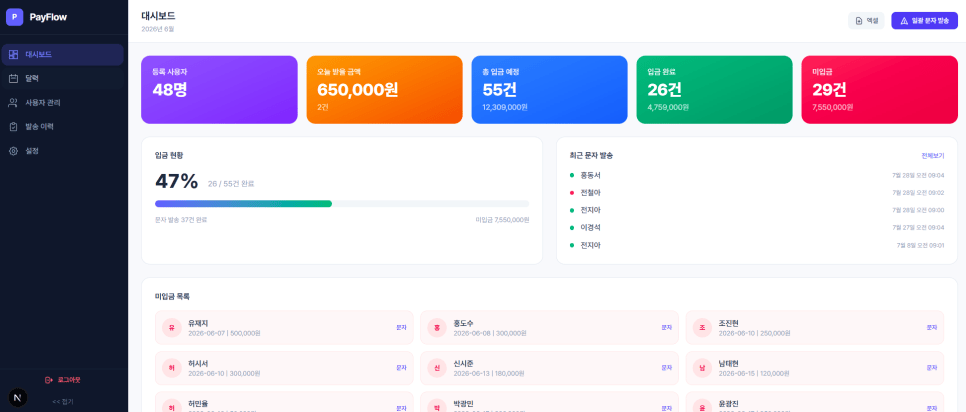 P PayFlow
대시보드
달력
사용자 관리
발송 이력
설정
로그아웃
N
<< 접기
대시보드
2026년 6월
엑셀
일괄 문자 발송
등록 사용자
48명
오늘 받을 금액
650,000원
2건
총 입금 예정
55건
12,309,000원
입금 완료
26건
4,759,000원
미입금
29건
7,550,000원
입금 현황
47% 26 / 55건 완료
문자 발송 37건 완료 미입금 7,550,000원
최근 문자 발송 전체보기
홍동서 7월 28일 오전 09:04
전철아 7월 28일 오전 09:02
전지아 7월 28일 오전 09:00
이경석 7월 27일 오전 09:04
전지아 7월 8일 오전 09:01
미입금 목록
유 유재지 문자
2026-06-07 | 500,000원
홍 홍도수 문자
2026-06-08 | 300,000원
조 조진현 문자
2026-06-10 | 250,000원
허 허시서 문자
2026-06-10 | 300,000원
신 신시준 문자
2026-06-13 | 180,000원
남 남태현 문자
2026-06-15 | 120,000원
허 허민율 문자
박 박광민 문자
윤 윤광진 문자